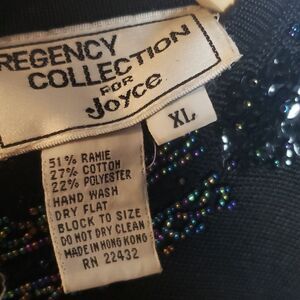 REGENCY
COLLECTION
FOR
Joyce
XL
51% RAMIE
27% COTTON
22% POLYESTER
HAND WASH
DRY FLAT
BLOCK TO SIZE
DO NOT DRY CLEAN
MADE IN HONG KONG
RN 22432